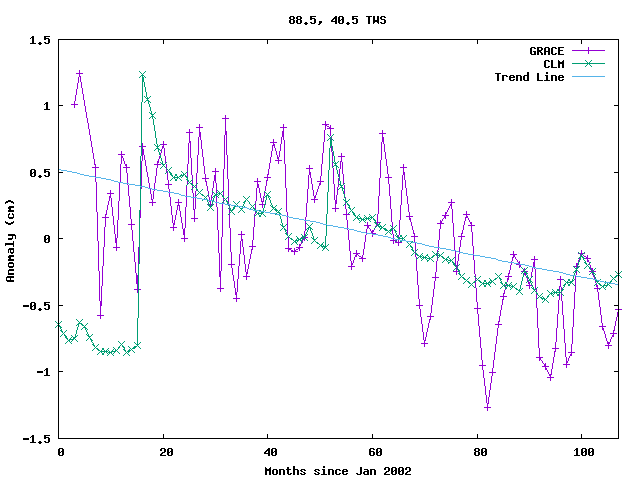 88.5, 40.5 TWS
GRACE
CLM
Trend Line
Anomaly (cm)
1.5
1
0.5
0
-0.5
-1
-1.5
0 20 40 60 80 100
Months since Jan 2002